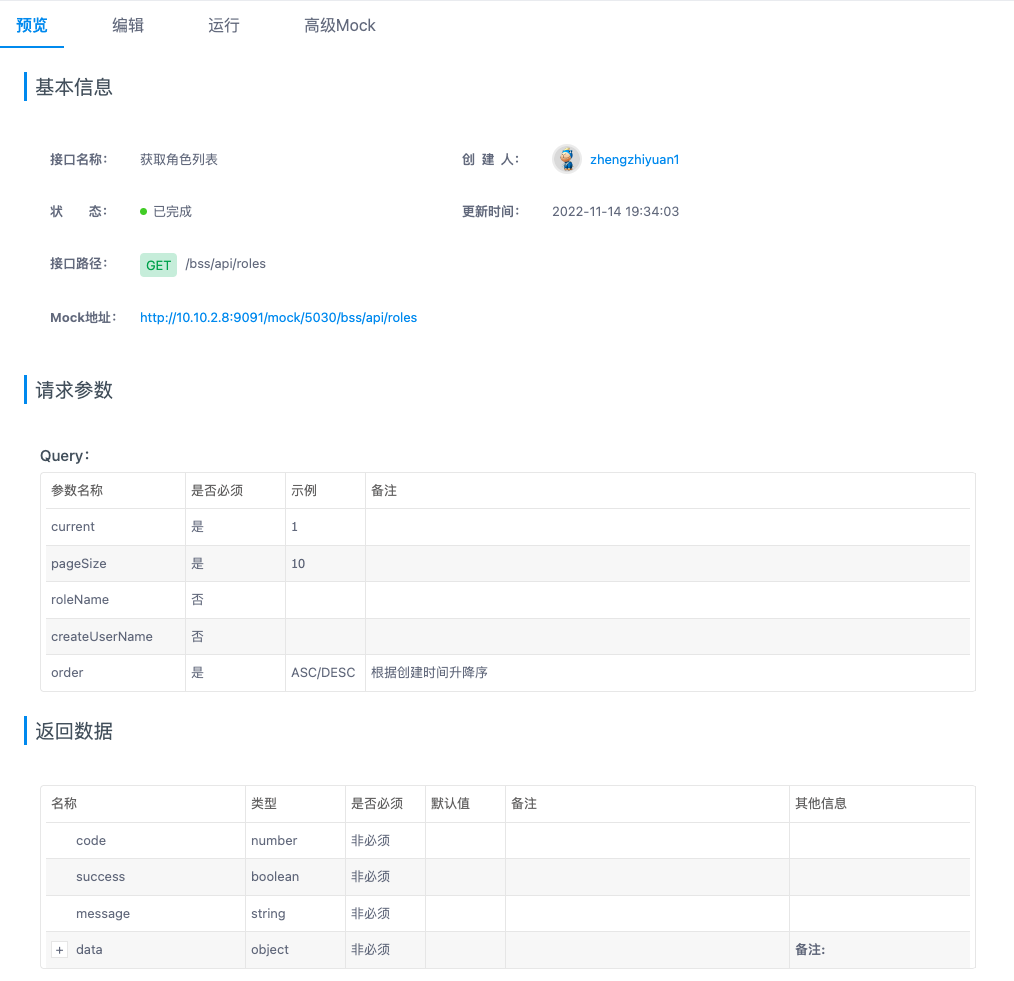 预览 编辑 运行 高级Mock
基本信息
接口名称： 获取角色列表 创 建 人： zhengzhiyuan1
状 态： 已完成 更新时间： 2022-11-14 19:34:03
接口路径： GET /bss/api/roles
Mock地址： http://10.10.2.8:9091/mock/5030/bss/api/roles
请求参数
Query：
参数名称 是否必须 示例 备注
current 是 1
pageSize 是 10
roleName 否
createUserName 否
order 是 ASC/DESC 根据创建时间升降序
返回数据
名称 类型 是否必须 默认值 备注 其他信息
code number 非必须
success boolean 非必须
message string 非必须
+ data object 非必须 备注: